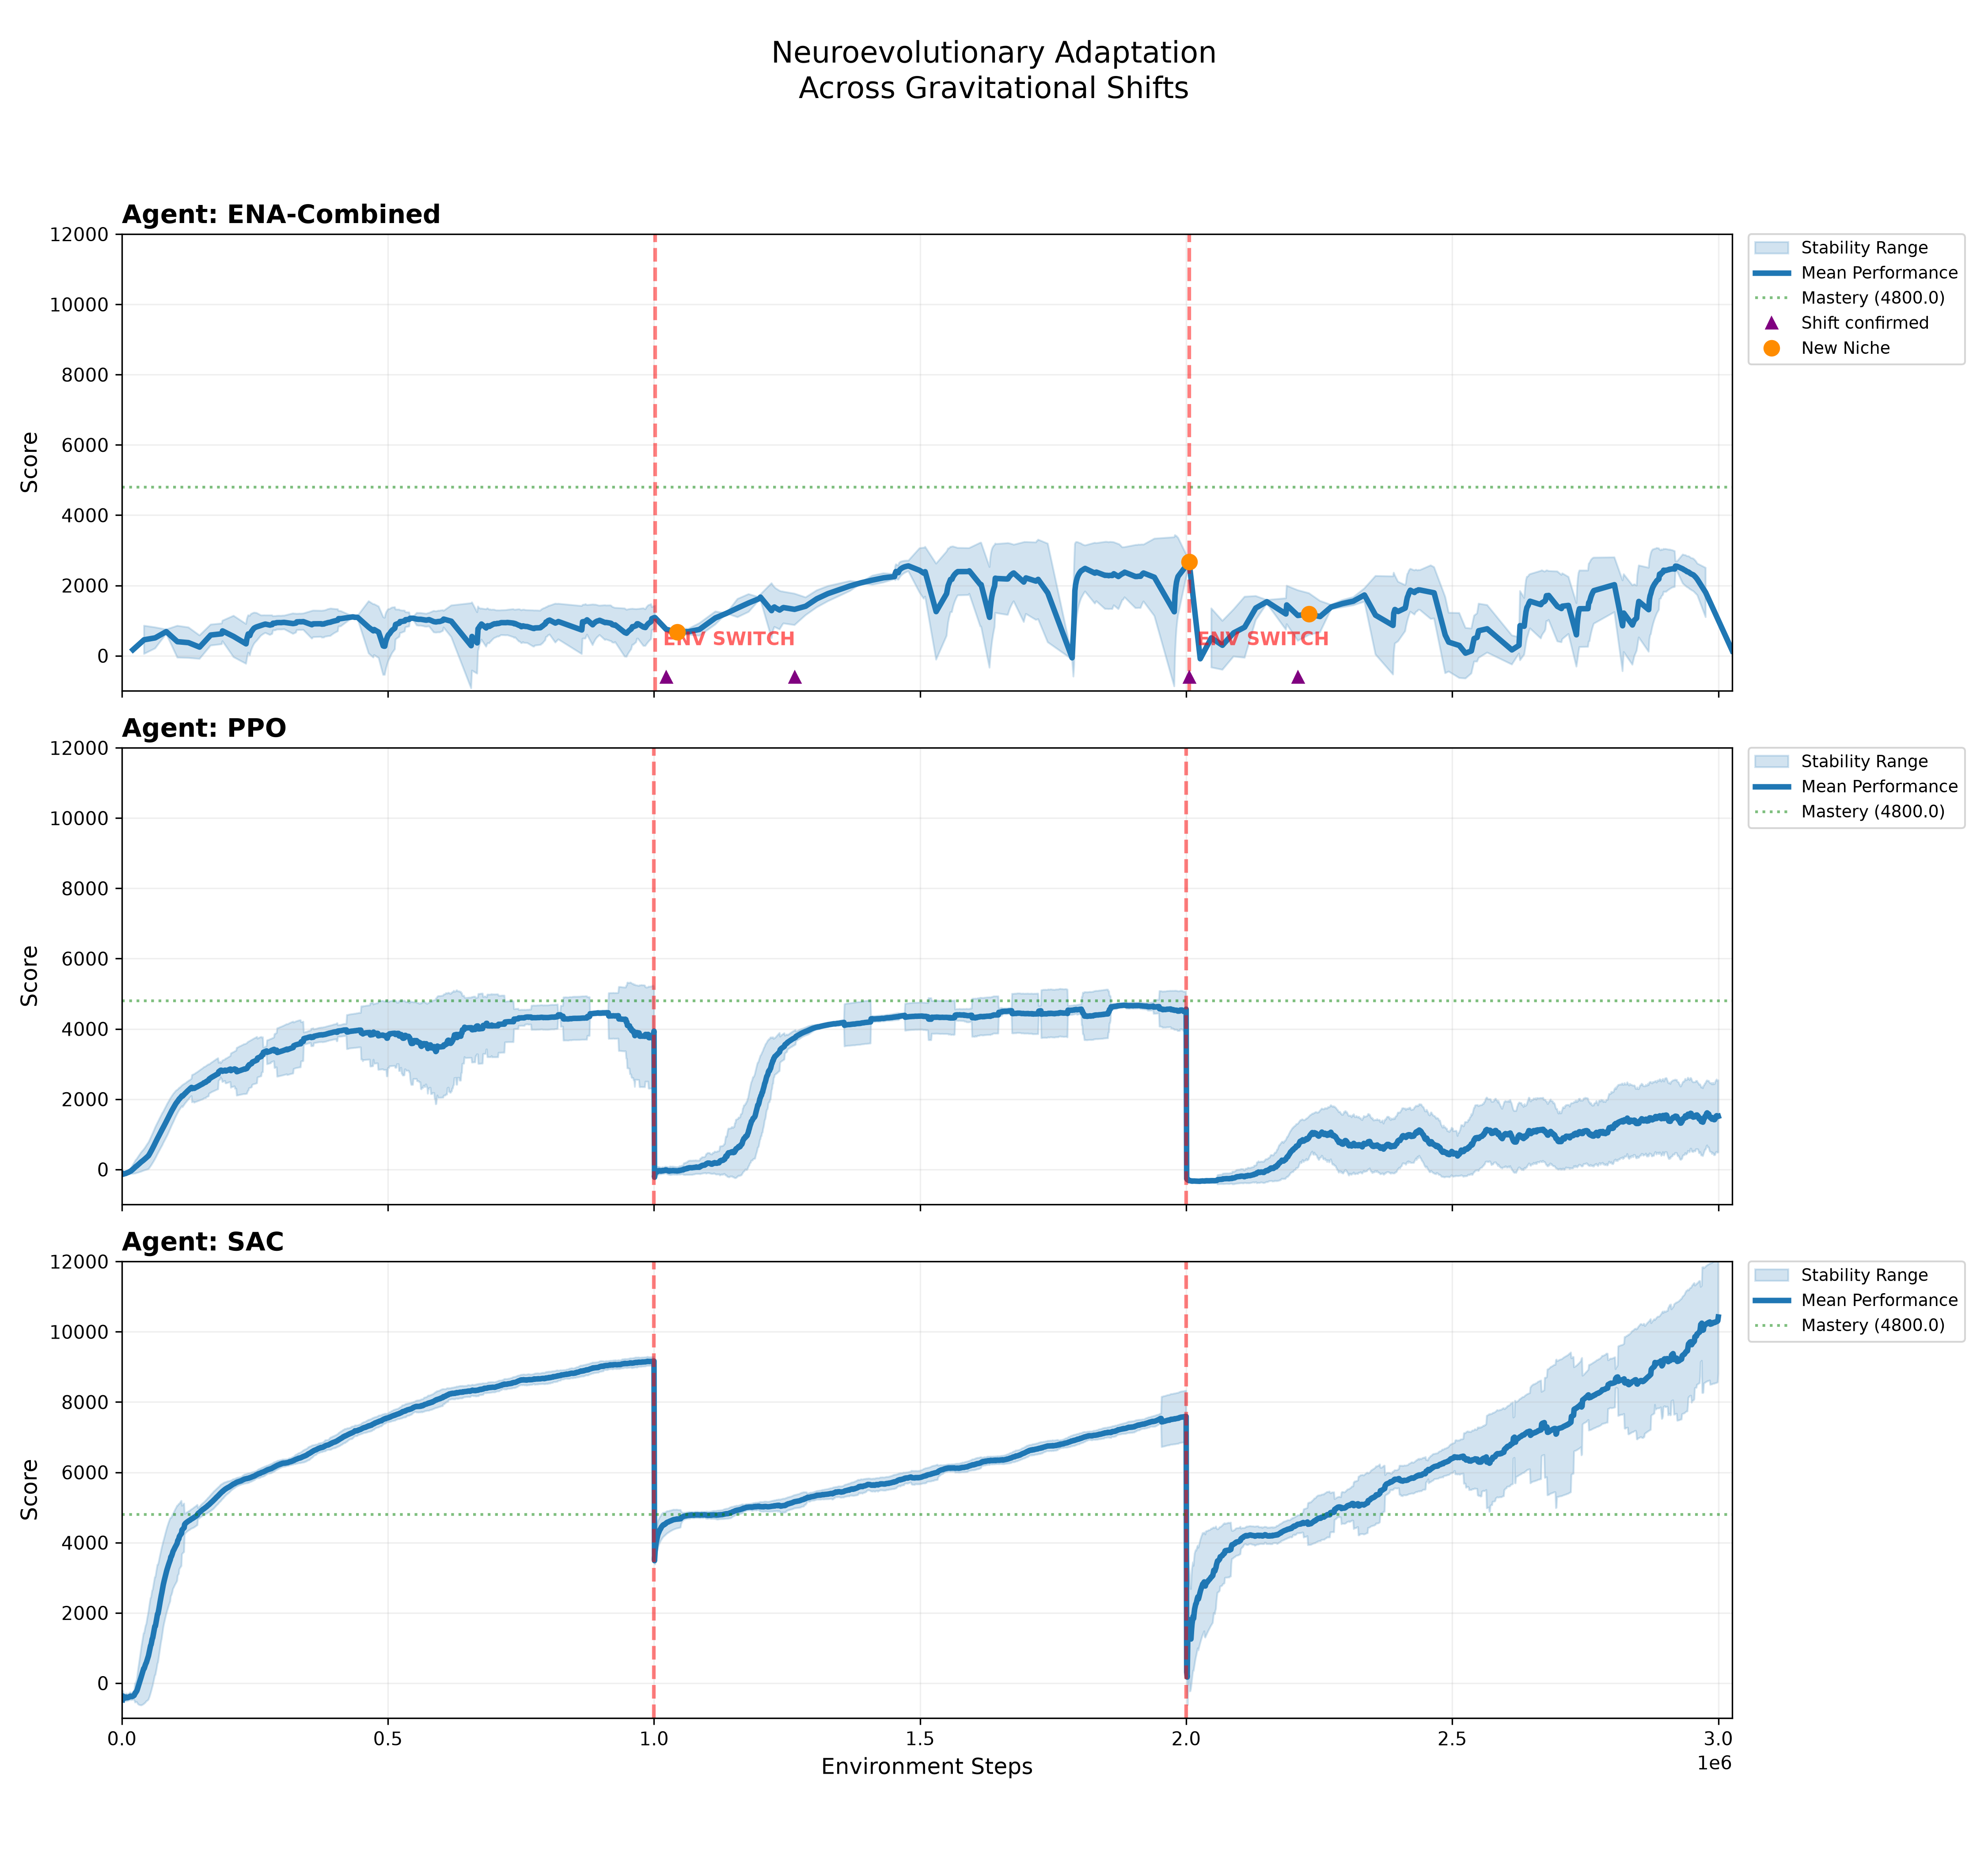 Neuroevolutionary Adaptation
Across Gravitational Shifts
Agent: ENA-Combined
12000
10000
8000
6000
4000
2000
0
Score
ENV SWITCH
ENV SWITCH
Stability Range
Mean Performance
Mastery (4800.0)
Shift confirmed
New Niche
Agent: PPO
12000
10000
8000
6000
4000
2000
0
Score
Stability Range
Mean Performance
Mastery (4800.0)
Agent: SAC
12000
10000
8000
6000
4000
2000
0
Score
Stability Range
Mean Performance
Mastery (4800.0)
0.0 0.5 1.0 1.5 2.0 2.5 3.0
1e6
Environment Steps